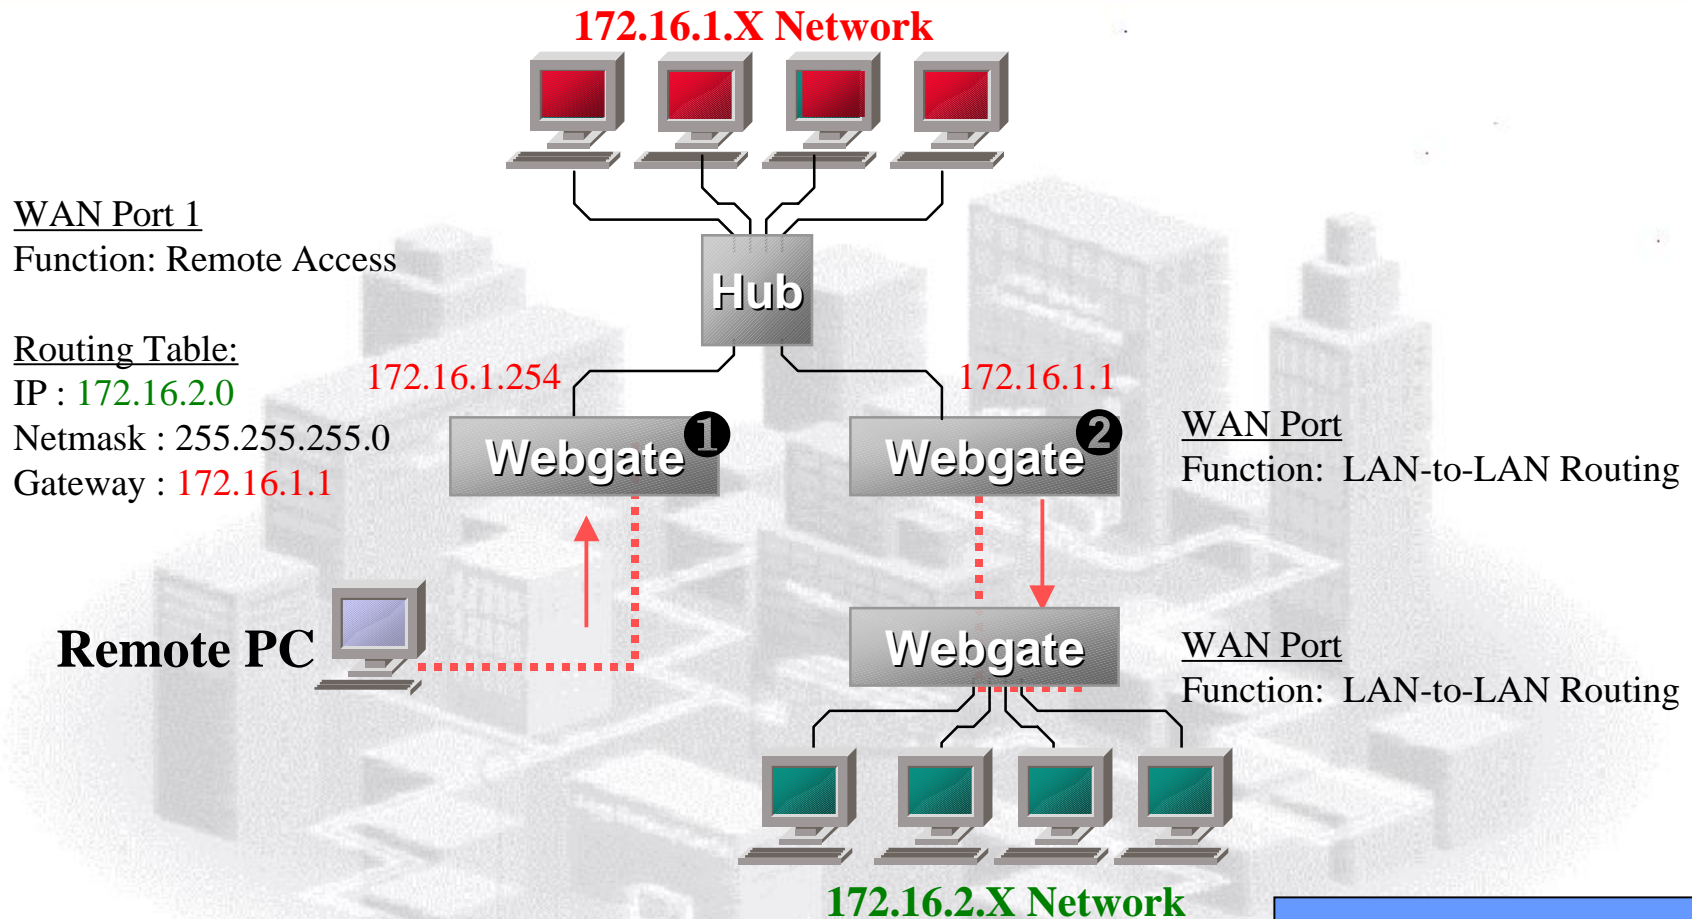 172.16.1.X Network
WAN Port 1
Function: Remote Access
Hub
Routing Table:
IP : 172.16.2.0
Netmask : 255.255.255.0
Gateway : 172.16.1.1
172.16.1.254
172.16.1.1
Webgate 1
Webgate 2
WAN Port
Function: LAN-to-LAN Routing
Remote PC
Webgate
WAN Port
Function: LAN-to-LAN Routing
172.16.2.X Network